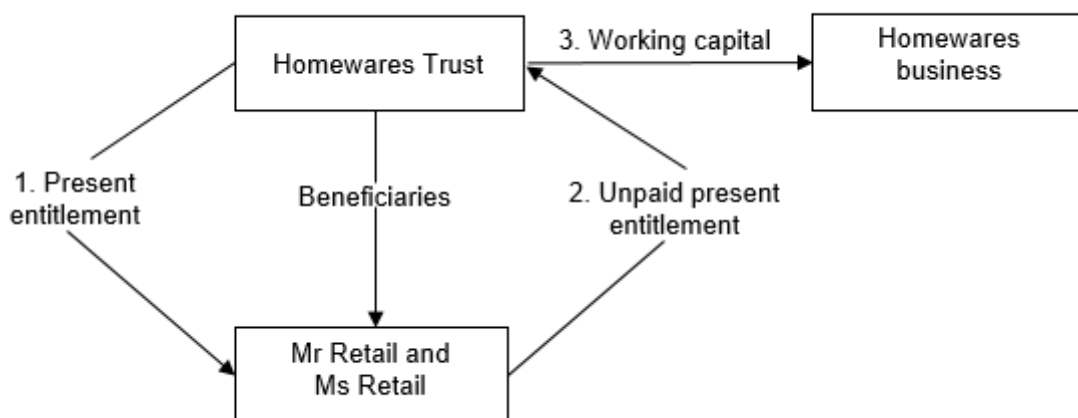 Homewares Trust
3. Working capital
Homewares
business
1. Present
entitlement
Beneficiaries
2. Unpaid present
entitlement
Mr Retail and
Ms Retail